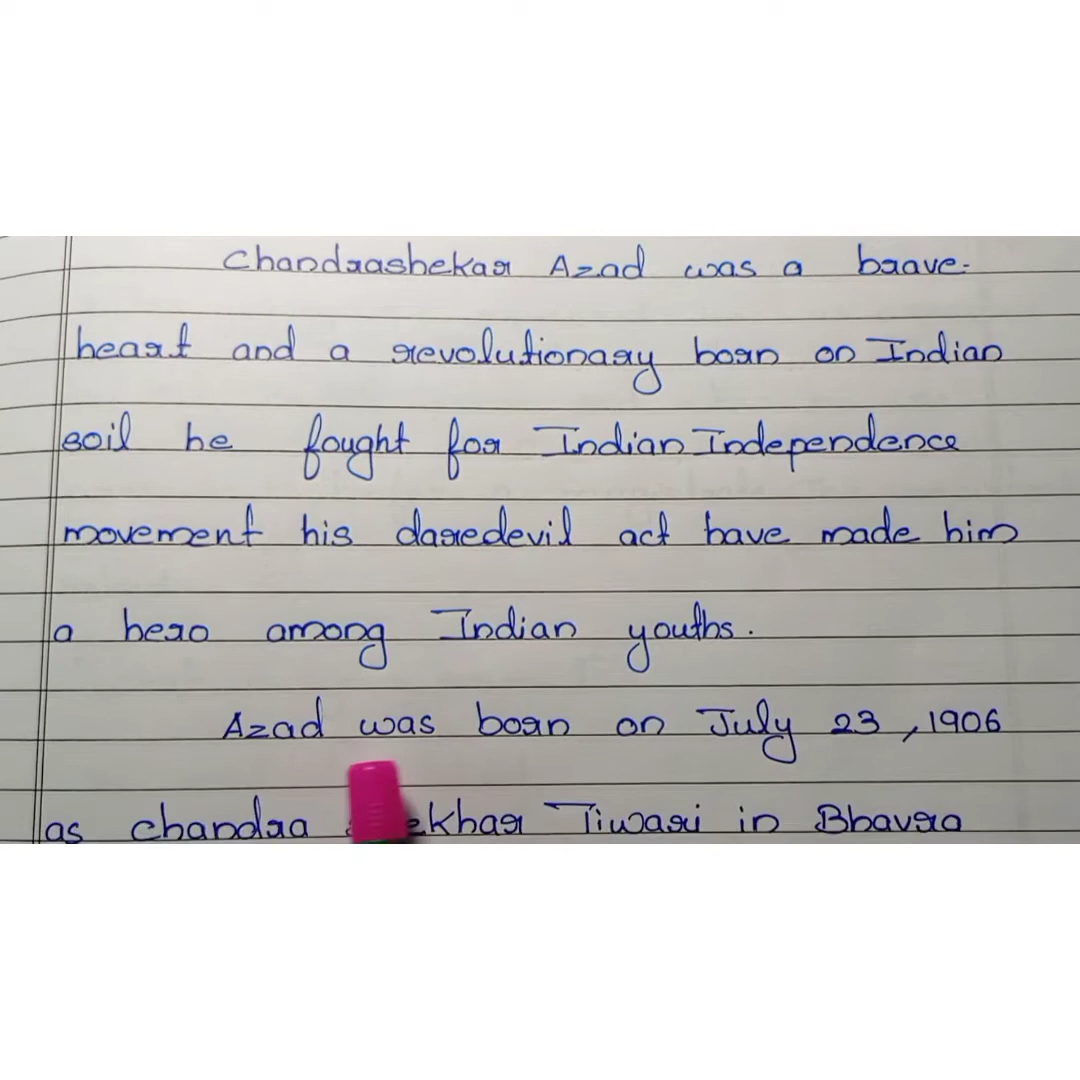 Chandrashekar Azad was a brave-
heart and a revolutionary born on Indian
soil he fought for Indian Independence
movement his daredevil act have made him
a hero among Indian youths.
Azad was born on July 23, 1906
as chandra Tiwari in Bhavra